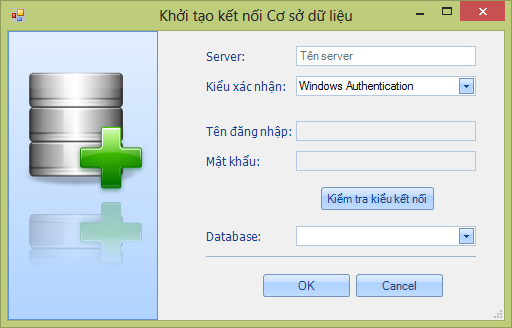 Khởi tạo kết nối Cơ sở dữ liệu
Server: Tên server
Kiểu xác nhận: Windows Authentication
Tên đăng nhập:
Mật khẩu:
Kiểm tra kiểu kết nối
Database:
OK Cancel